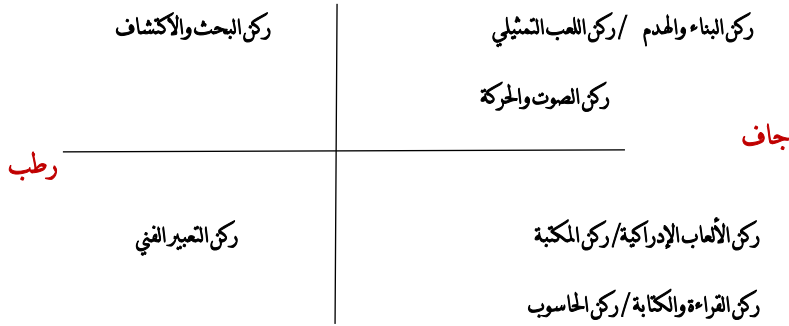 ركن البناء والهدم / ركن اللعب التمثيلي
ركن البحث والاكتشاف
ركن الصوت والحركة
جاف
رطب
ركن الألعاب الإدراكية/ ركن المكتبة
ركن التعبير الفني
ركن القراءة والكتابة / ركن الحاسوب